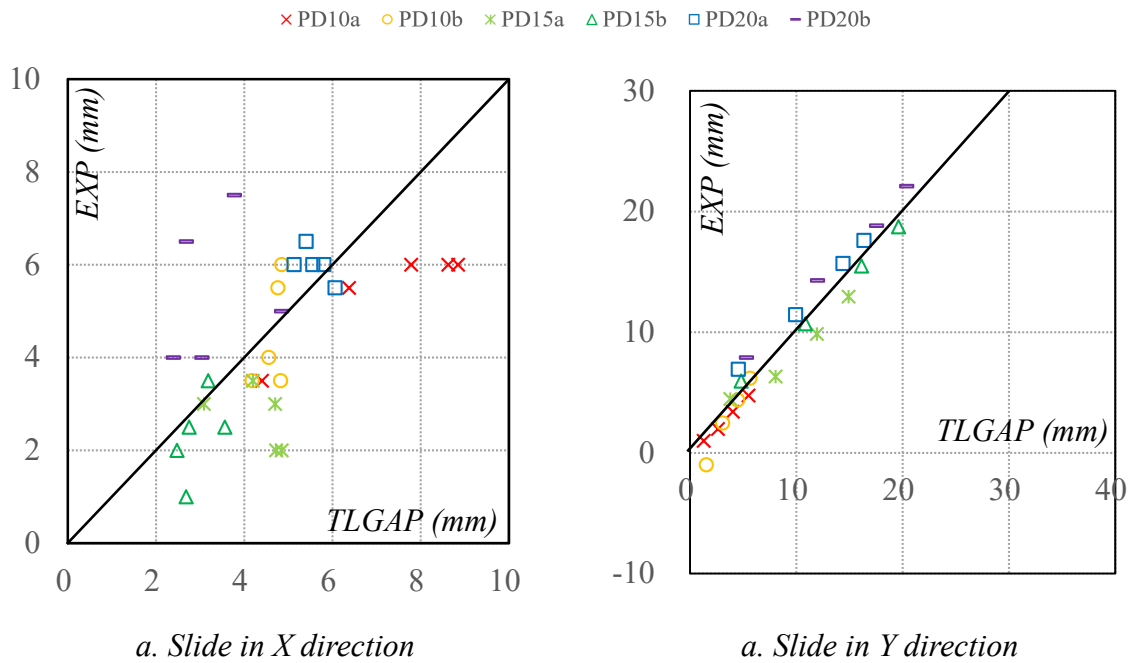 PD10a PD10b PD15a PD15b PD20a PD20b
10
8
6
4
2
0
EXP (mm)
TLGAP (mm)
0 2 4 6 8 10
a. Slide in X direction
30
20
10
0
-10
EXP (mm)
TLGAP (mm)
0 10 20 30 40
a. Slide in Y direction